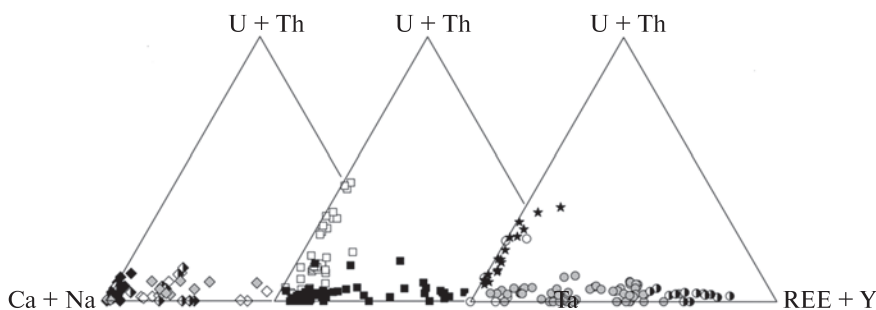 U + Th U + Th U + Th
Ca + Na Ta REE + Y